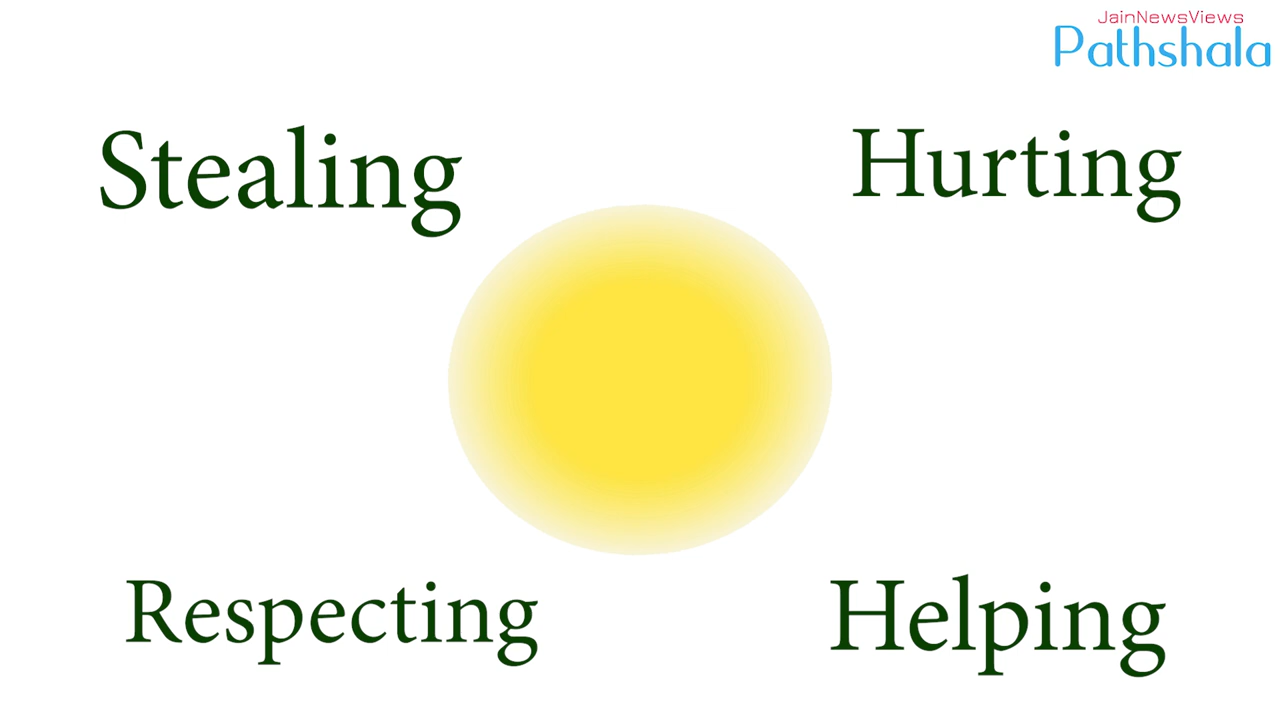 JainNewsViews
Pathshala
Stealing
Hurting
Respecting
Helping